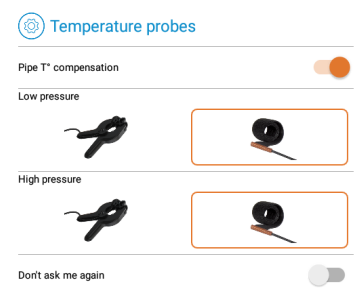 Temperature probes
Pipe T° compensation
Low pressure
High pressure
Don't ask me again